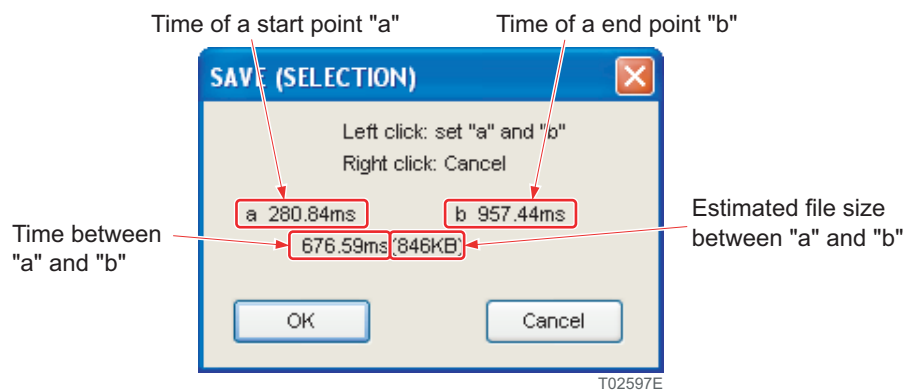 Time of a start point "a"
Time of a end point "b"
SAVE (SELECTION)
Left click: set "a" and "b"
Right click: Cancel
a 280.84ms
b 957.44ms
Time between
"a" and "b"
676.59ms (846KB)
Estimated file size
between "a" and "b"
OK
Cancel
T02597E